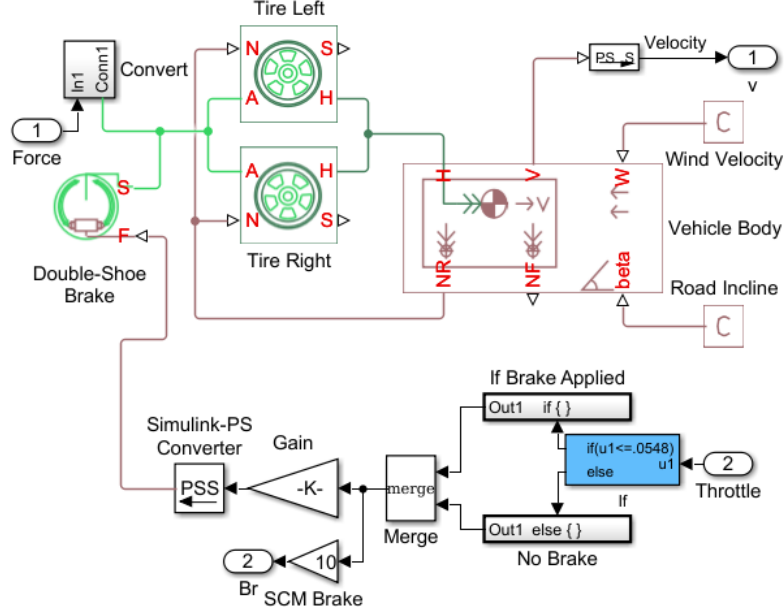 Tire Left
N
S
A
H
In1
Conn1
Convert
1
Force
PS S
Velocity
1
v
C
Wind Velocity
A
H
N
S
Tire Right
S
F
Double-Shoe
Brake
H
V
W
V
NR
NF
beta
Vehicle Body
Road Incline
C
If Brake Applied
Out1 if { }
Simulink-PS
Converter
Gain
PSS
-K-
merge
Merge
if(u1<=.0548)
u1
else
If
2
Throttle
Out1 else { }
No Brake
2
Br
10
SCM Brake